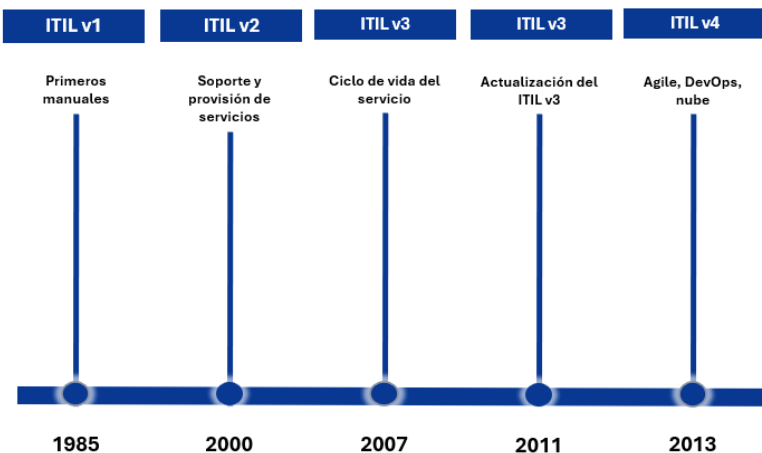 ITIL v1
ITIL v2
ITIL v3
ITIL v3
ITIL v4
Primeros
manuales
Soporte y
provisión de
servicios
Ciclo de vida del
servicio
Actualización del
ITIL v3
Agile, DevOps,
nube
1985
2000
2007
2011
2013